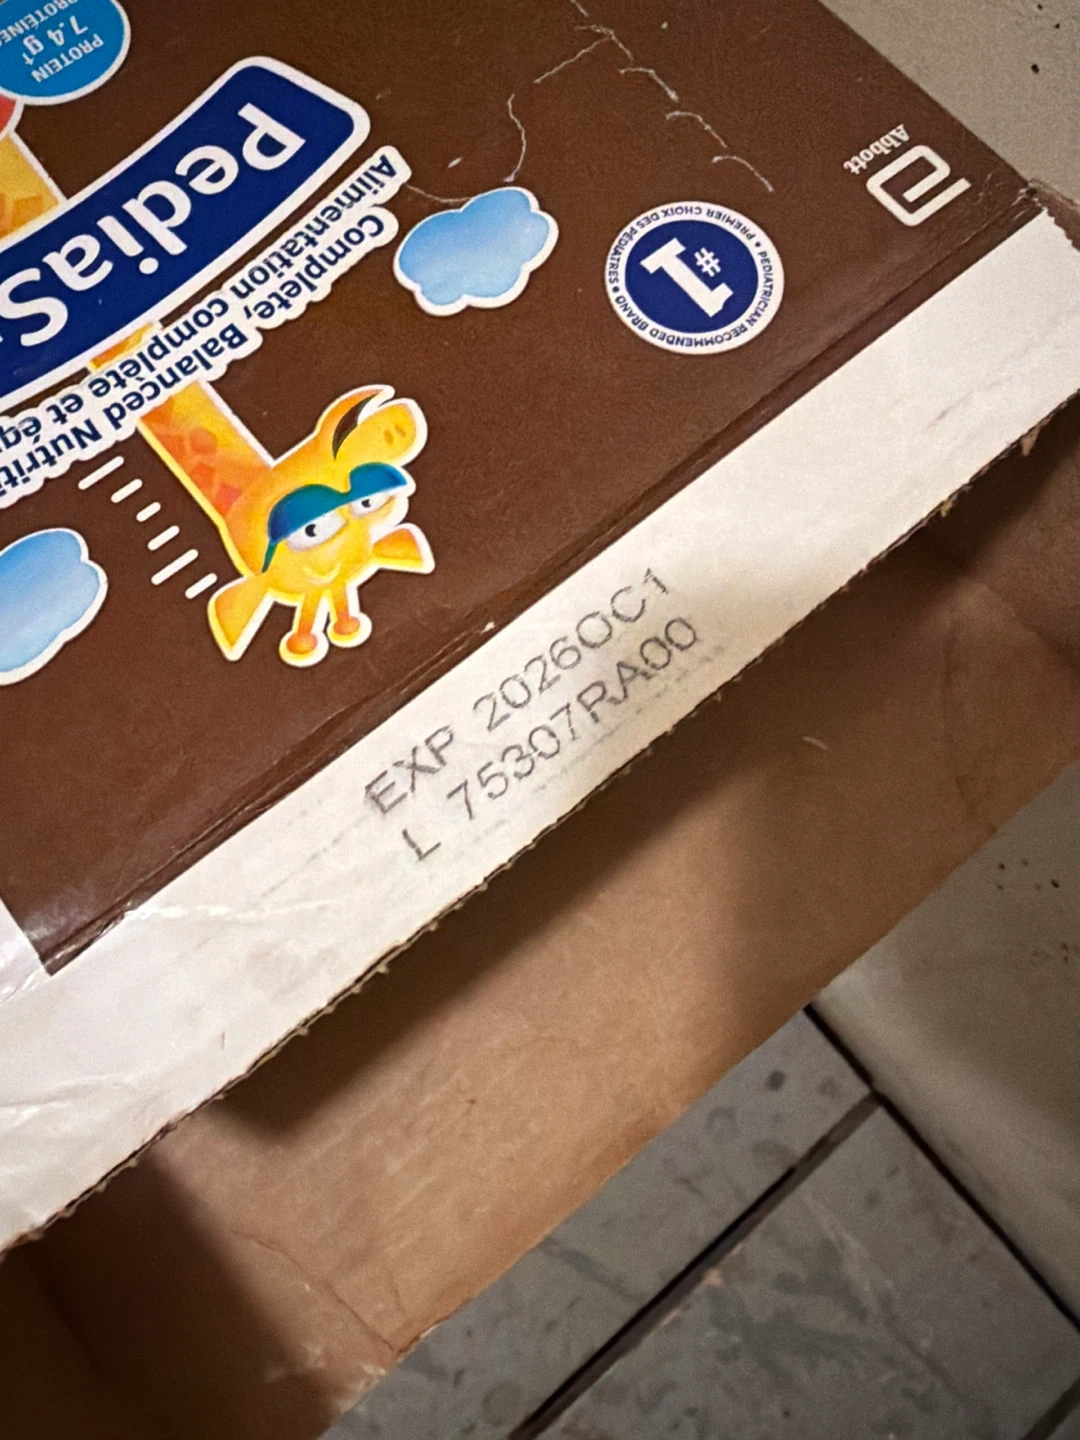 PROTEIN
7.4 g†
PROTÉINES
PediaS
Complete, Balanced Nutriti
Alimentation complète et équ
#1
• PEDIATRICIAN RECOMMENDED BRAND
• PREMIER CHOIX DES PÉDIATRES
Abbott
EXP 2026OC1
L 75307RA00